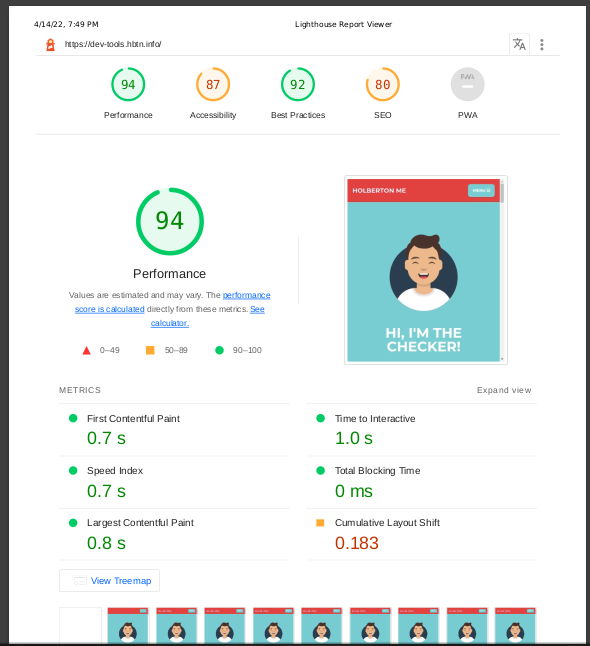 4/14/22, 7:49 PM Lighthouse Report Viewer
https://dev-tools.hbtn.info/
94 87 92 80 PWA
Performance Accessibility Best Practices SEO PWA
94
Performance
Values are estimated and may vary. The performance
score is calculated directly from these metrics. See
calculator.
0–49 50–89 90–100
HOLBERTON ME
HI, I'M THE
CHECKER!
METRICS Expand view
First Contentful Paint Time to Interactive
0.7 s 1.0 s
Speed Index Total Blocking Time
0.7 s 0 ms
Largest Contentful Paint Cumulative Layout Shift
0.8 s 0.183
View Treemap